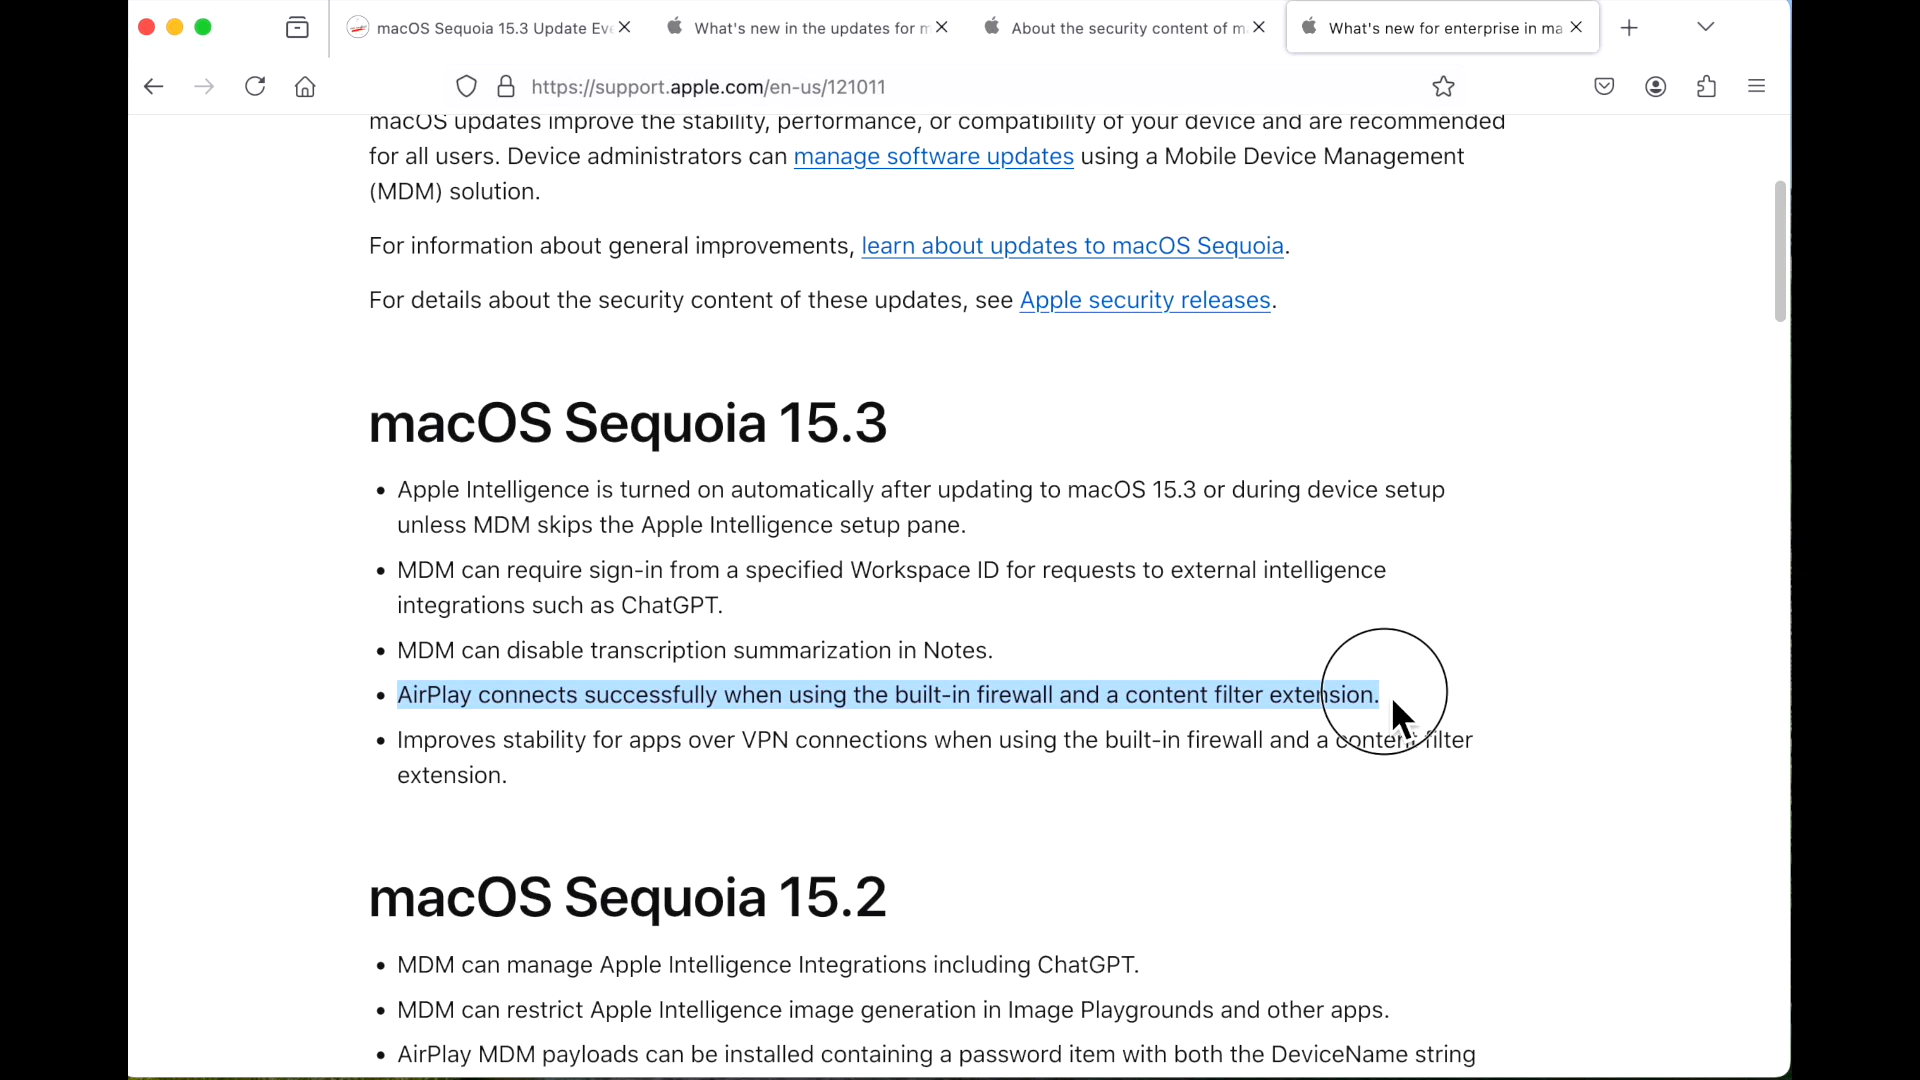 macOS Sequoia 15.3 Update Eve
What's new in the updates for m
About the security content of m
What's new for enterprise in ma
https://support.apple.com/en-us/121011
macOS updates improve the stability, performance, or compatibility of your device and are recommended
for all users. Device administrators can manage software updates using a Mobile Device Management
(MDM) solution.
For information about general improvements, learn about updates to macOS Sequoia.
For details about the security content of these updates, see Apple security releases.
macOS Sequoia 15.3
• Apple Intelligence is turned on automatically after updating to macOS 15.3 or during device setup
unless MDM skips the Apple Intelligence setup pane.
• MDM can require sign-in from a specified Workspace ID for requests to external intelligence
integrations such as ChatGPT.
• MDM can disable transcription summarization in Notes.
• AirPlay connects successfully when using the built-in firewall and a content filter extension.
• Improves stability for apps over VPN connections when using the built-in firewall and a content filter
extension.
macOS Sequoia 15.2
• MDM can manage Apple Intelligence Integrations including ChatGPT.
• MDM can restrict Apple Intelligence image generation in Image Playgrounds and other apps.
• AirPlay MDM payloads can be installed containing a password item with both the DeviceName string